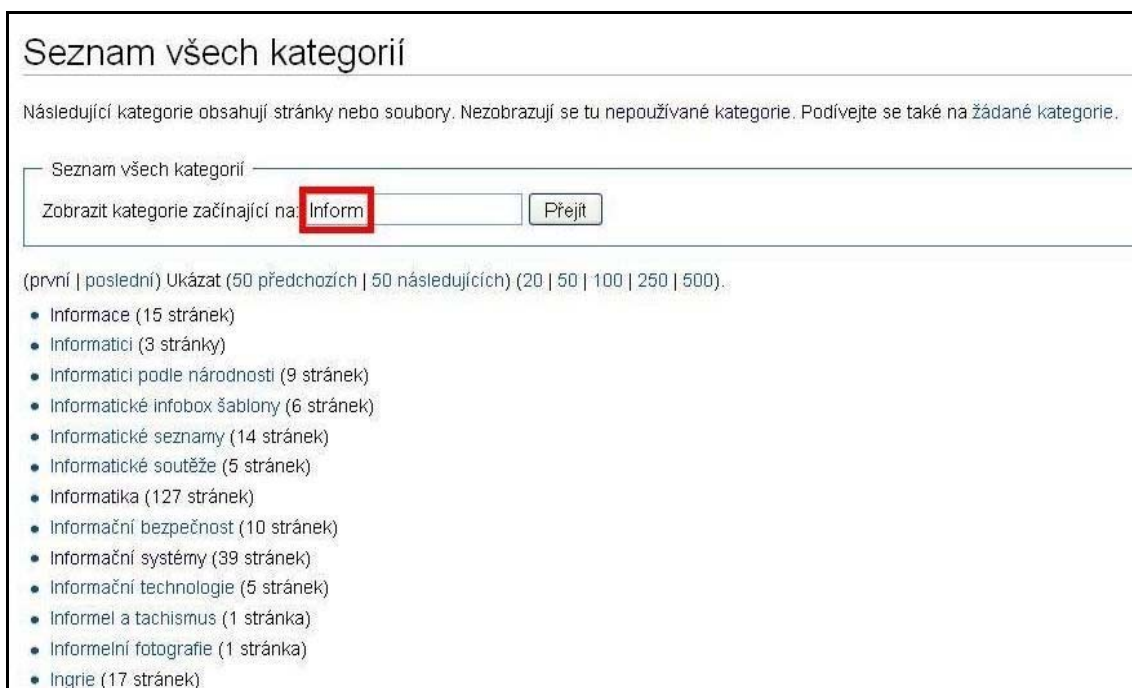 Seznam všech kategorií
Následující kategorie obsahují stránky nebo soubory. Nezobrazují se tu nepoužívané kategorie. Podívejte se také na žádané kategorie.
Seznam všech kategorií
Zobrazit kategorie začínající na: Inform Přejít
(první | poslední) Ukázat (50 předchozích | 50 následujících) (20 | 50 | 100 | 250 | 500).
• Informace (15 stránek)
• Informatici (3 stránky)
• Informatici podle národnosti (9 stránek)
• Informatické infobox šablony (6 stránek)
• Informatické seznamy (14 stránek)
• Informatické soutěže (5 stránek)
• Informatika (127 stránek)
• Informační bezpečnost (10 stránek)
• Informační systémy (39 stránek)
• Informační technologie (5 stránek)
• Informel a tachismus (1 stránka)
• Informelní fotografie (1 stránka)
• Ingrie (17 stránek)